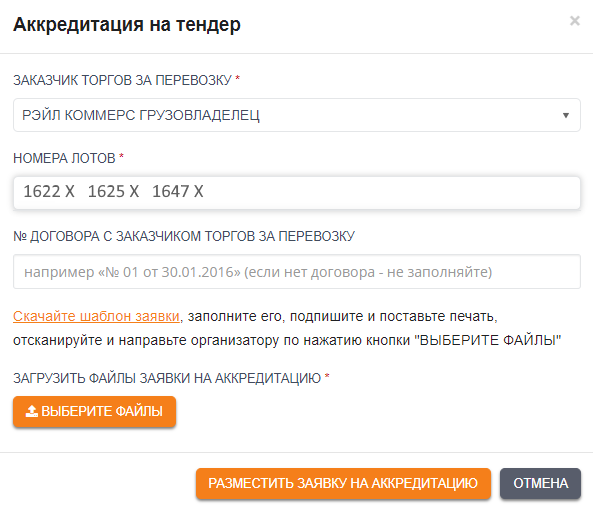 Аккредитация на тендер ×
ЗАКАЗЧИК ТОРГОВ ЗА ПЕРЕВОЗКУ *
РЭЙЛ КОММЕРС ГРУЗОВЛАДЕЛЕЦ
НОМЕРА ЛОТОВ *
1622 X 1625 X 1647 X
№ ДОГОВОРА С ЗАКАЗЧИКОМ ТОРГОВ ЗА ПЕРЕВОЗКУ
например «№ 01 от 30.01.2016» (если нет договора - не заполняйте)
Скачайте шаблон заявки, заполните его, подпишите и поставьте печать,
отсканируйте и направьте организатору по нажатию кнопки "ВЫБЕРИТЕ ФАЙЛЫ"
ЗАГРУЗИТЬ ФАЙЛЫ ЗАЯВКИ НА АККРЕДИТАЦИЮ *
ВЫБЕРИТЕ ФАЙЛЫ
РАЗМЕСТИТЬ ЗАЯВКУ НА АККРЕДИТАЦИЮ ОТМЕНА